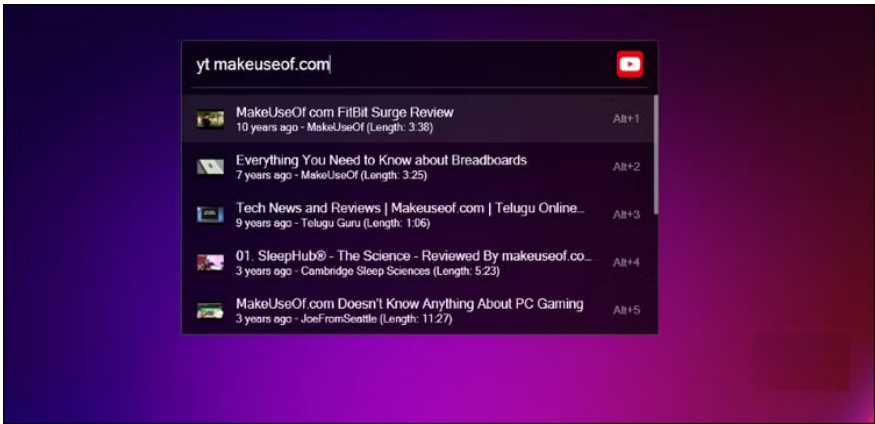 yt makeuseof.com
MakeUseOf com FitBit Surge Review
10 years ago - MakeUseOf (Length: 3:38)
Alt+1
Everything You Need to Know about Breadboards
7 years ago - MakeUseOf (Length: 3:25)
Alt+2
Tech News and Reviews | Makeuseof.com | Telugu Online...
9 years ago - Telugu Guru (Length: 1:06)
Alt+3
01. SleepHub® - The Science - Reviewed By makeuseof.co...
3 years ago - Cambridge Sleep Sciences (Length: 5:23)
Alt+4
MakeUseOf.com Doesn't Know Anything About PC Gaming
3 years ago - JoeFromSeattle (Length: 11:27)
Alt+5